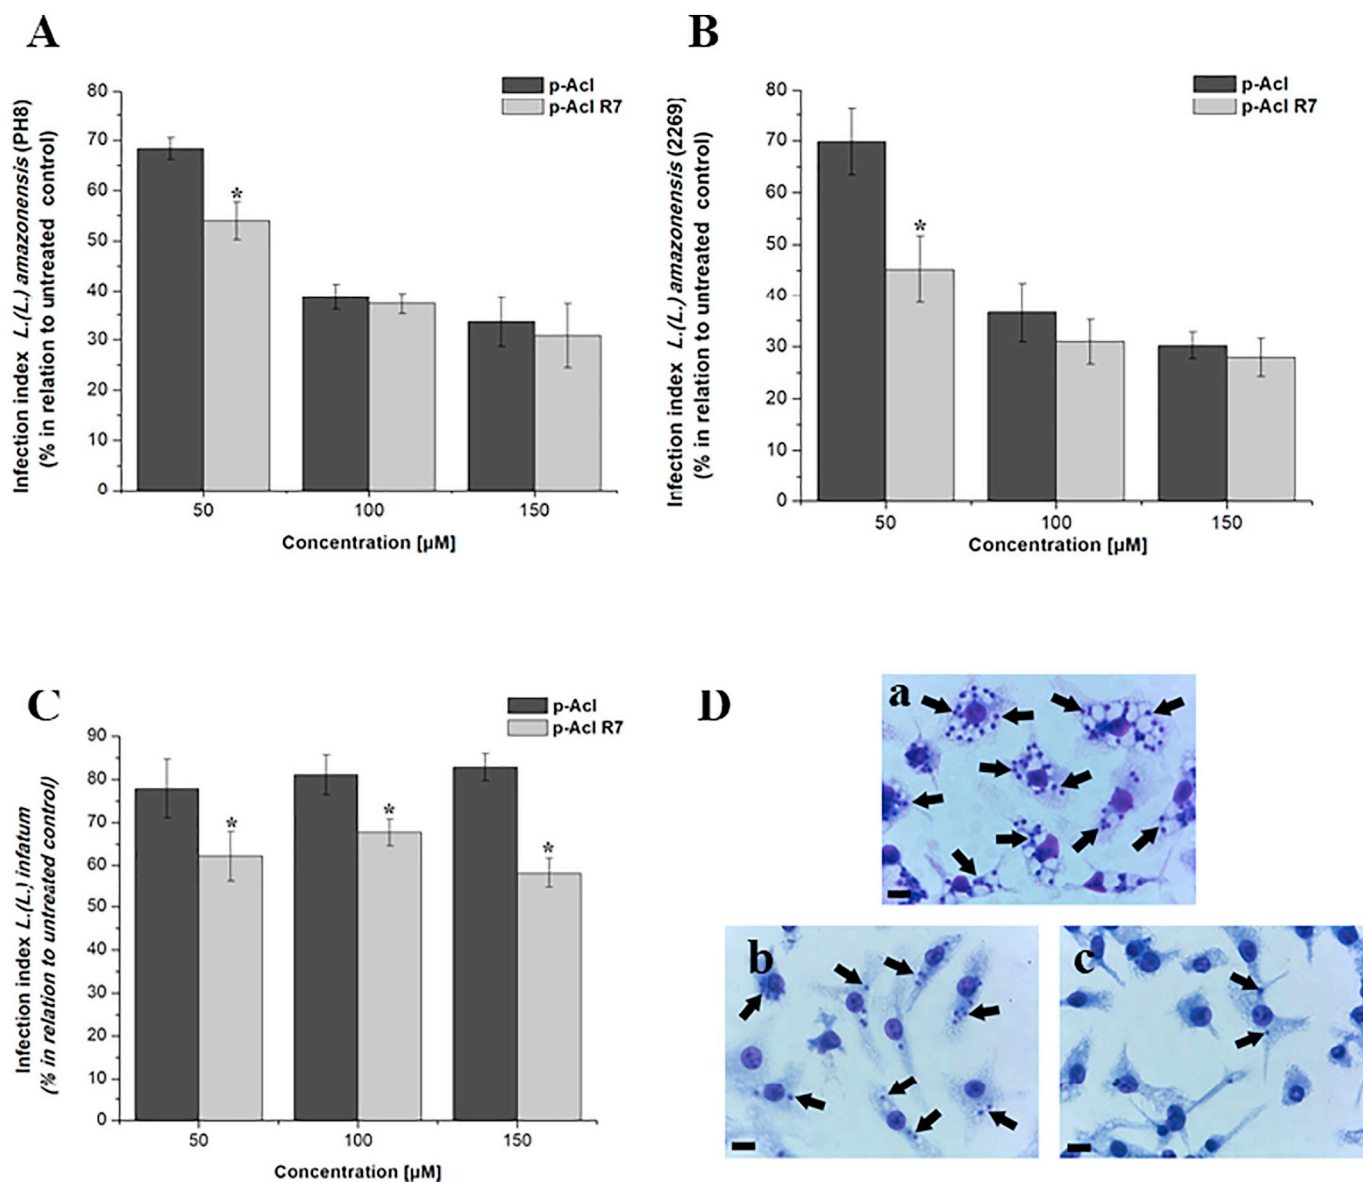 A
p-AcI
p-AcI R7
Infection index L.(L.) amazonensis (PH8)
(% in relation to untreated control)
80
70
60
50
40
30
20
10
0
*
50
100
150
Concentration [µM]
B
p-AcI
p-AcI R7
Infection index L.(L.) amazonensis (2269)
(% in relation to untreated control)
80
70
60
50
40
30
20
10
0
*
50
100
150
Concentration [µM]
C
p-AcI
p-AcI R7
Infection index L.(L.) infatum
(% in relation to untreated control)
90
80
70
60
50
40
30
20
10
0
*
*
*
50
100
150
Concentration [µM]
D
a
b
c